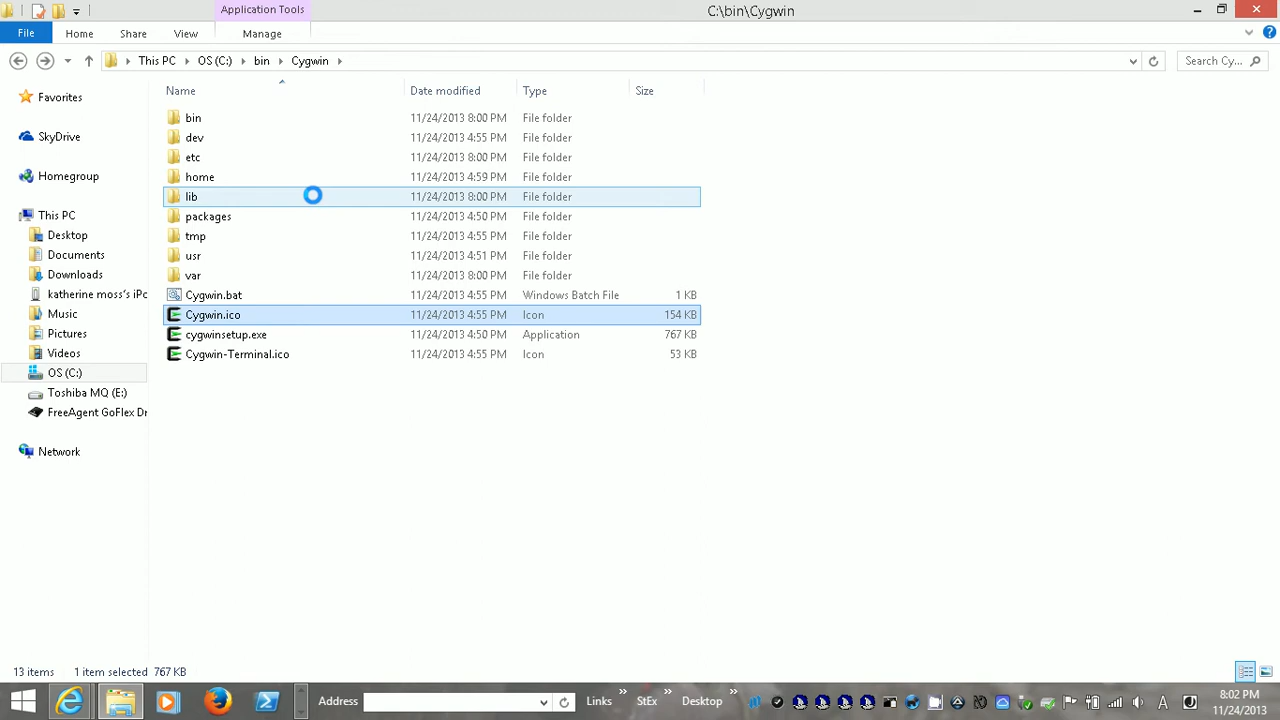 Application Tools
C:\bin\Cygwin
File Home Share View Manage
This PC OS (C:) bin Cygwin
Search Cy...
Name Date modified Type Size
Favorites
SkyDrive
Homegroup
This PC
Desktop
Documents
Downloads
katherine moss's iPo
Music
Pictures
Videos
OS (C:)
Toshiba MQ (E:)
FreeAgent GoFlex Dr
Network
bin 11/24/2013 8:00 PM File folder
dev 11/24/2013 4:55 PM File folder
etc 11/24/2013 8:00 PM File folder
home 11/24/2013 4:59 PM File folder
lib 11/24/2013 8:00 PM File folder
packages 11/24/2013 4:50 PM File folder
tmp 11/24/2013 4:55 PM File folder
usr 11/24/2013 4:51 PM File folder
var 11/24/2013 8:00 PM File folder
Cygwin.bat 11/24/2013 4:55 PM Windows Batch File 1 KB
Cygwin.ico 11/24/2013 4:55 PM Icon 154 KB
cygwinsetup.exe 11/24/2013 4:50 PM Application 767 KB
Cygwin-Terminal.ico 11/24/2013 4:55 PM Icon 53 KB
13 items 1 item selected 767 KB
Address Links » StEx » Desktop » A 8:02 PM
11/24/2013